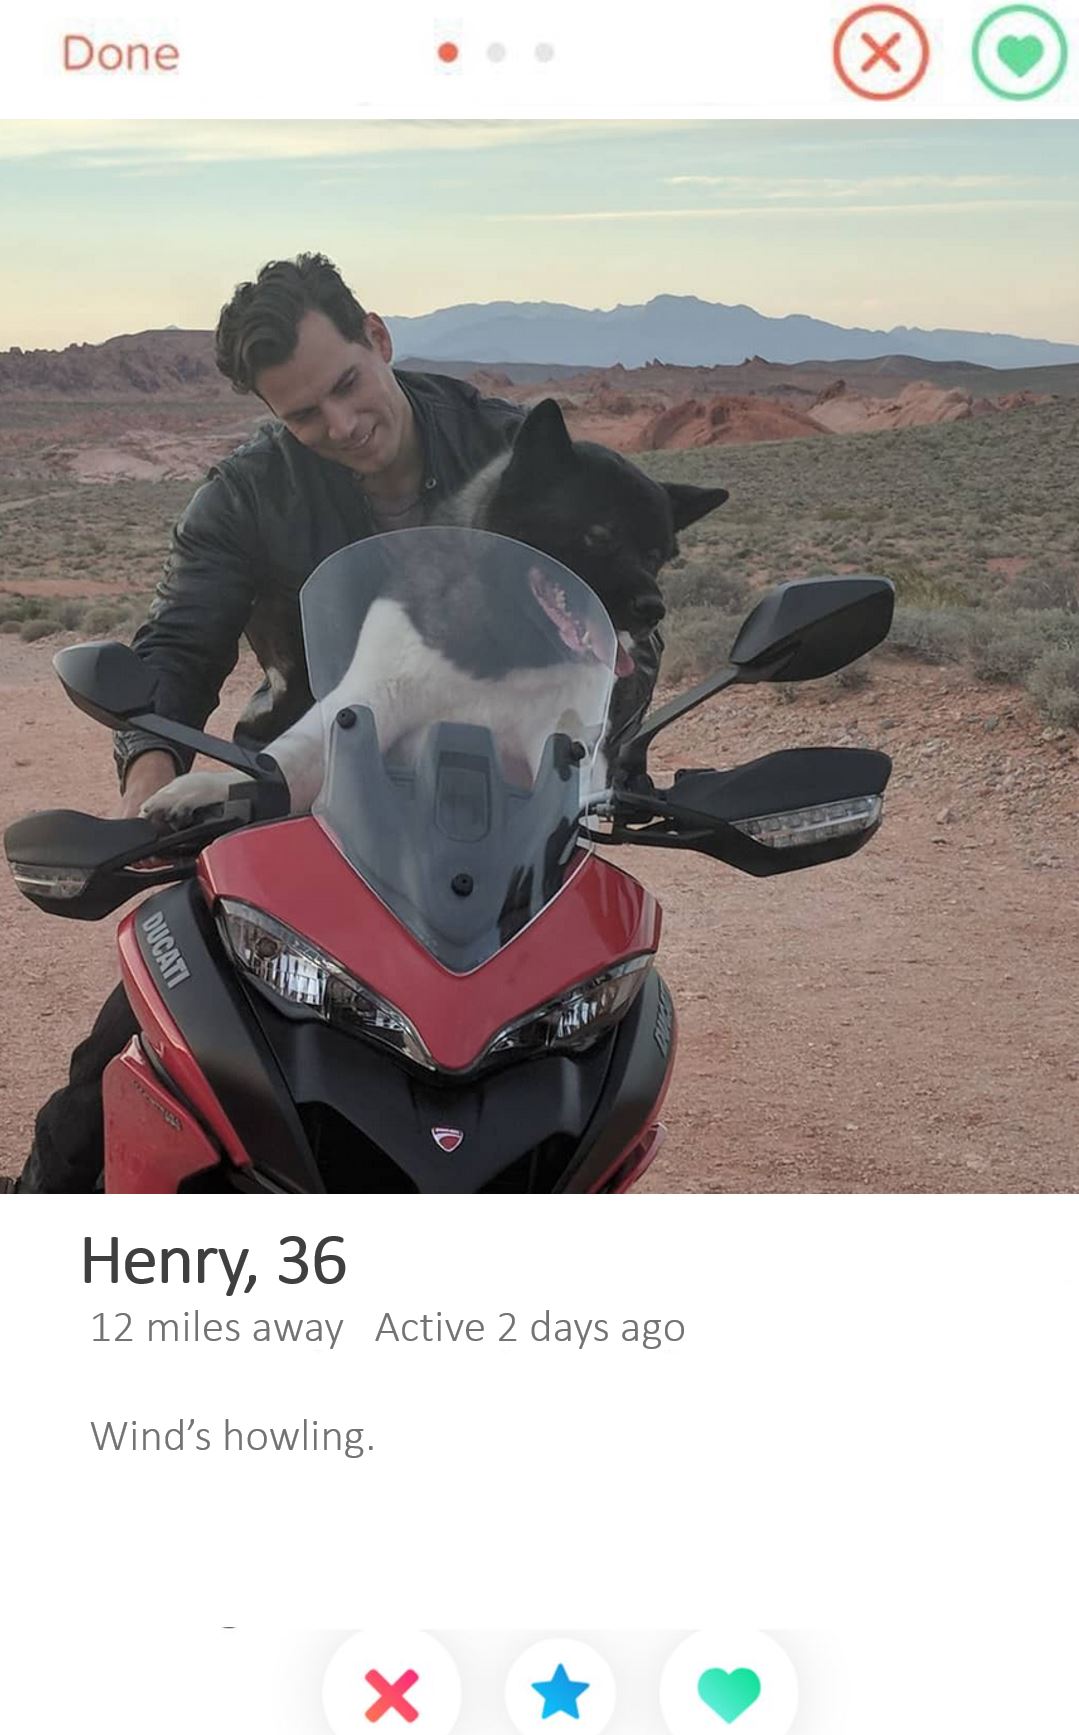 Done
DUCATI
Henry, 36
12 miles away Active 2 days ago
Wind’s howling.